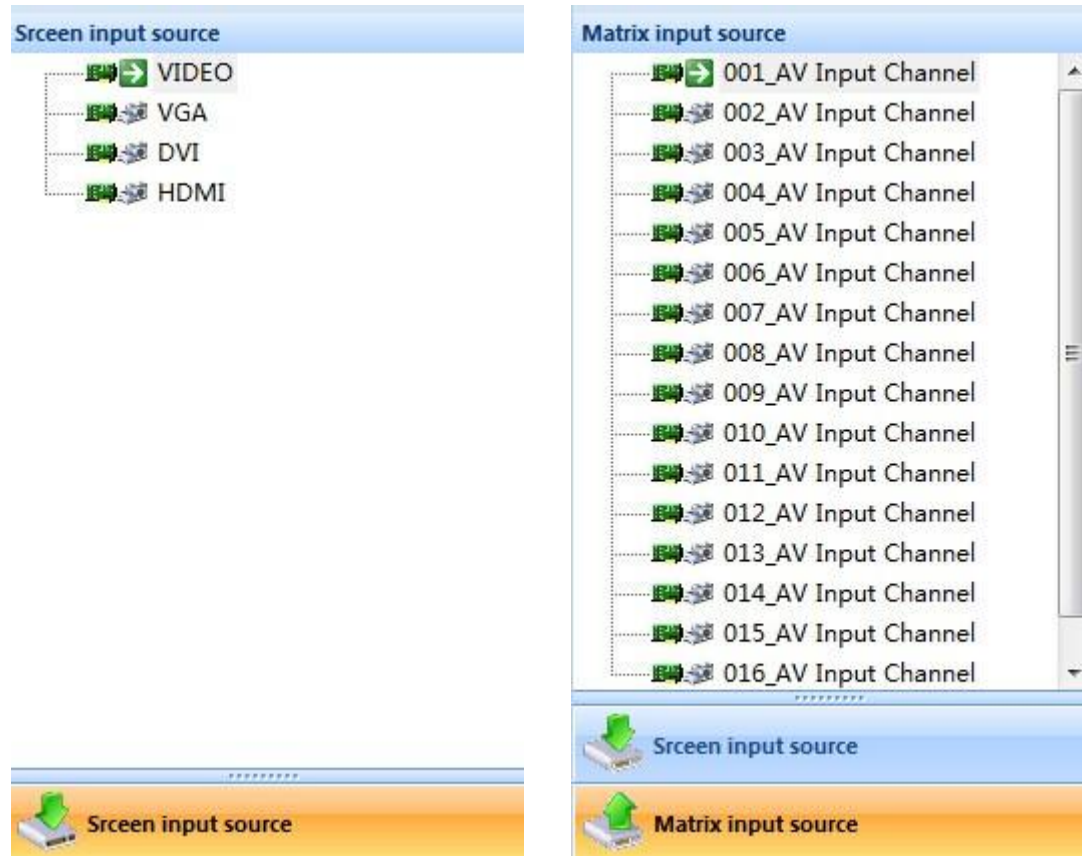 Srceen input source
VIDEO
VGA
DVI
HDMI
Srceen input source
Matrix input source
001_AV Input Channel
002_AV Input Channel
003_AV Input Channel
004_AV Input Channel
005_AV Input Channel
006_AV Input Channel
007_AV Input Channel
008_AV Input Channel
009_AV Input Channel
010_AV Input Channel
011_AV Input Channel
012_AV Input Channel
013_AV Input Channel
014_AV Input Channel
015_AV Input Channel
016_AV Input Channel
Srceen input source
Matrix input source